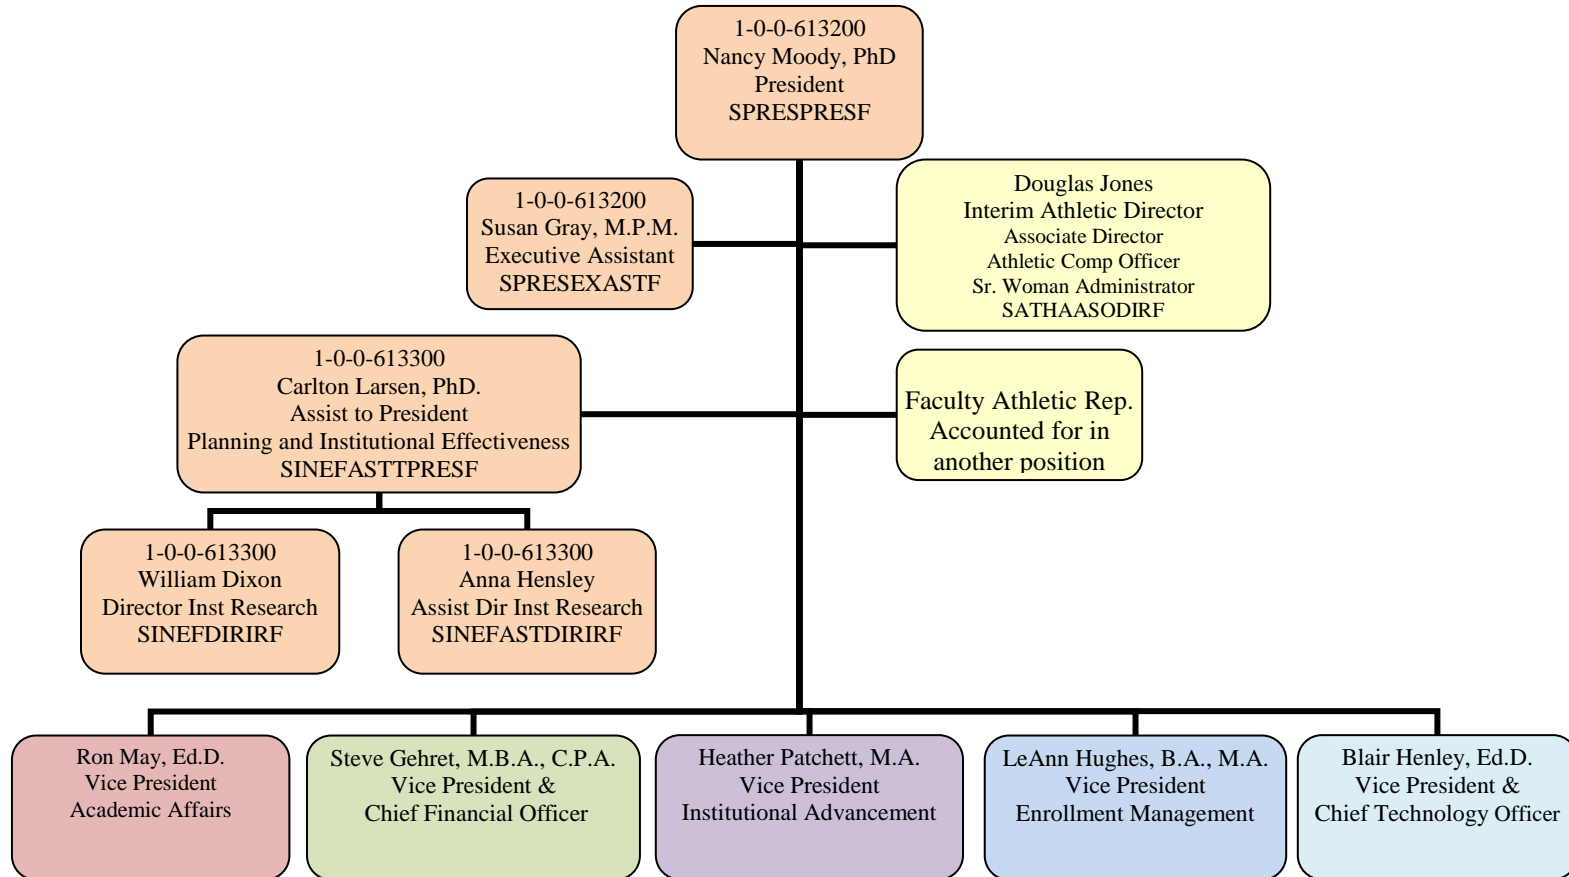 1-0-0-613200
Nancy Moody, PhD
President
SPRESPRESF
1-0-0-613200
Susan Gray, M.P.M.
Executive Assistant
SPRESEXASTF
Douglas Jones
Interim Athletic Director
Associate Director
Athletic Comp Officer
Sr. Woman Administrator
SATHAASODIRF
1-0-0-613300
Carlton Larsen, PhD.
Assist to President
Planning and Institutional Effectiveness
SINEFASTTPRESF
Faculty Athletic Rep.
Accounted for in
another position
1-0-0-613300
William Dixon
Director Inst Research
SINEFDIRIRF
1-0-0-613300
Anna Hensley
Assist Dir Inst Research
SINEFASTDIRIRF
Ron May, Ed.D.
Vice President
Academic Affairs
Steve Gehret, M.B.A., C.P.A.
Vice President &
Chief Financial Officer
Heather Patchett, M.A.
Vice President
Institutional Advancement
LeAnn Hughes, B.A., M.A.
Vice President
Enrollment Management
Blair Henley, Ed.D.
Vice President &
Chief Technology Officer